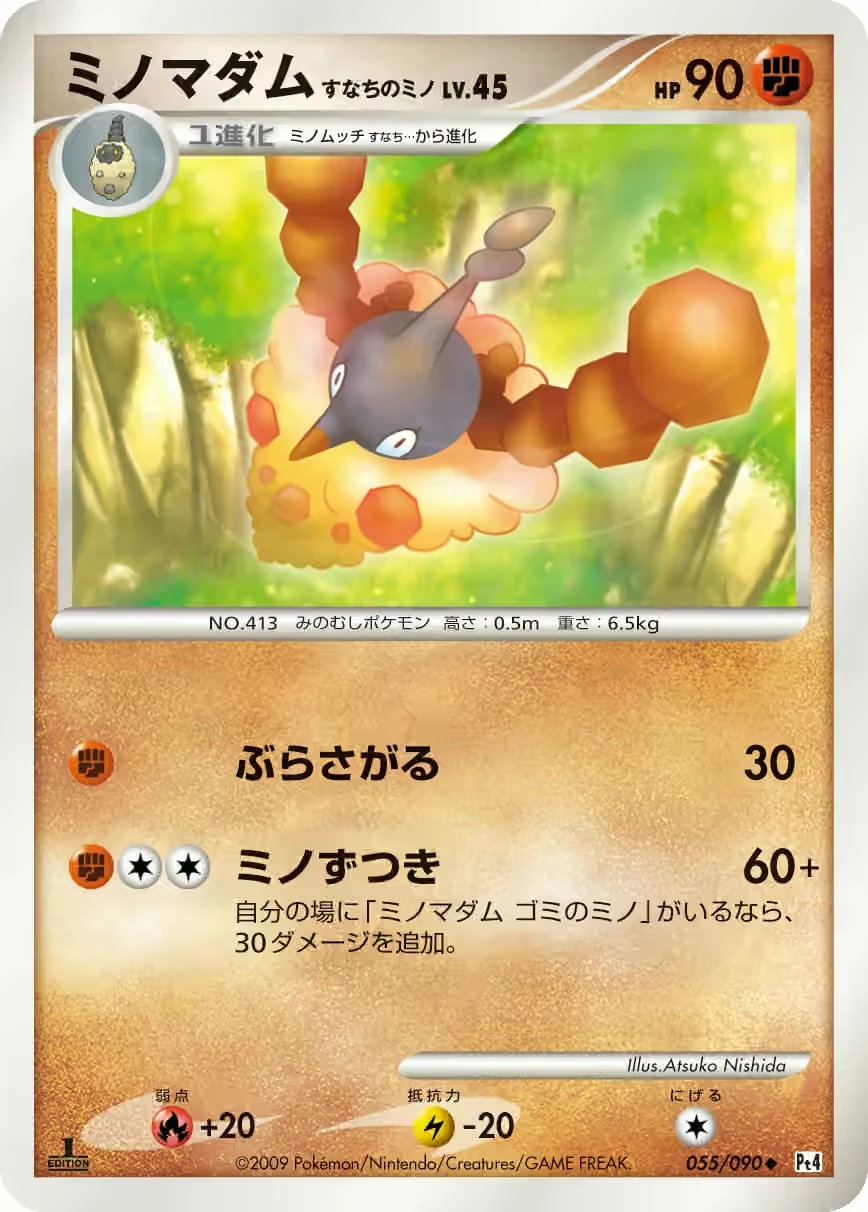 ミノマダム すなちのミノ LV.45 HP 90
1進化 ミノムッチ すなち…から進化
NO.413 みのむしポケモン 高さ：0.5m 重さ：6.5kg
ぶらさがる 30
ミノずつき 60+
自分の場に「ミノマダム ゴミのミノ」がいるなら、
30ダメージを追加。
Illus.Atsuko Nishida
弱点 抵抗力 にげる
+20 -20
1 EDITION ©2009 Pokémon/Nintendo/Creatures/GAME FREAK. 055/090 Pt4